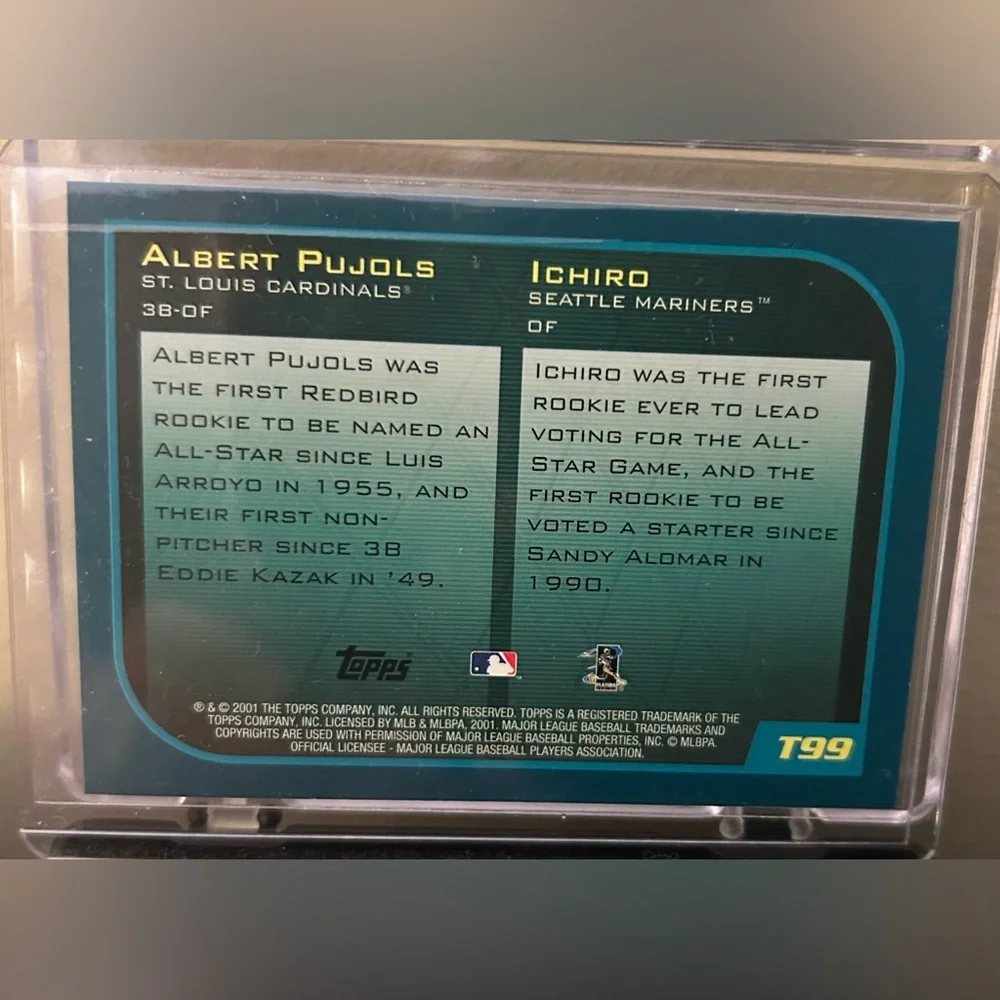 ALBERT PUJOLS
ST. LOUIS CARDINALS®
3B-OF
ALBERT PUJOLS WAS
THE FIRST REDBIRD
ROOKIE TO BE NAMED AN
ALL-STAR SINCE LUIS
ARROYO IN 1955, AND
THEIR FIRST NON-
PITCHER SINCE 3B
EDDIE KAZAK IN '49.
ICHIRO
SEATTLE MARINERS™
OF
ICHIRO WAS THE FIRST
ROOKIE EVER TO LEAD
VOTING FOR THE ALL-
STAR GAME, AND THE
FIRST ROOKIE TO BE
VOTED A STARTER SINCE
SANDY ALOMAR IN
1990.
Topps
® & © 2001 THE TOPPS COMPANY, INC. ALL RIGHTS RESERVED. TOPPS IS A REGISTERED TRADEMARK OF THE
TOPPS COMPANY, INC. LICENSED BY MLB & MLBPA, 2001. MAJOR LEAGUE BASEBALL TRADEMARKS AND
COPYRIGHTS ARE USED WITH PERMISSION OF MAJOR LEAGUE BASEBALL PROPERTIES, INC. © MLBPA.
OFFICIAL LICENSEE - MAJOR LEAGUE BASEBALL PLAYERS ASSOCIATION.
T99